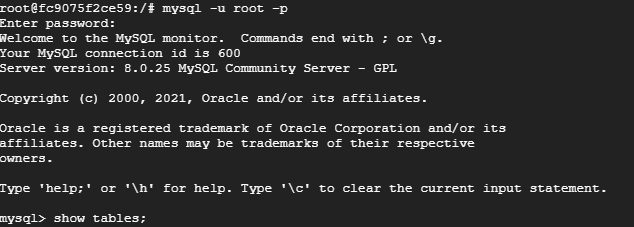 root@fc9075f2ce59:/# mysql -u root -p
Enter password:
Welcome to the MySQL monitor.  Commands end with ; or \g.
Your MySQL connection id is 600
Server version: 8.0.25 MySQL Community Server - GPL
Copyright (c) 2000, 2021, Oracle and/or its affiliates.
Oracle is a registered trademark of Oracle Corporation and/or its
affiliates. Other names may be trademarks of their respective
owners.
Type 'help;' or '\h' for help. Type '\c' to clear the current input statement.
mysql> show tables;